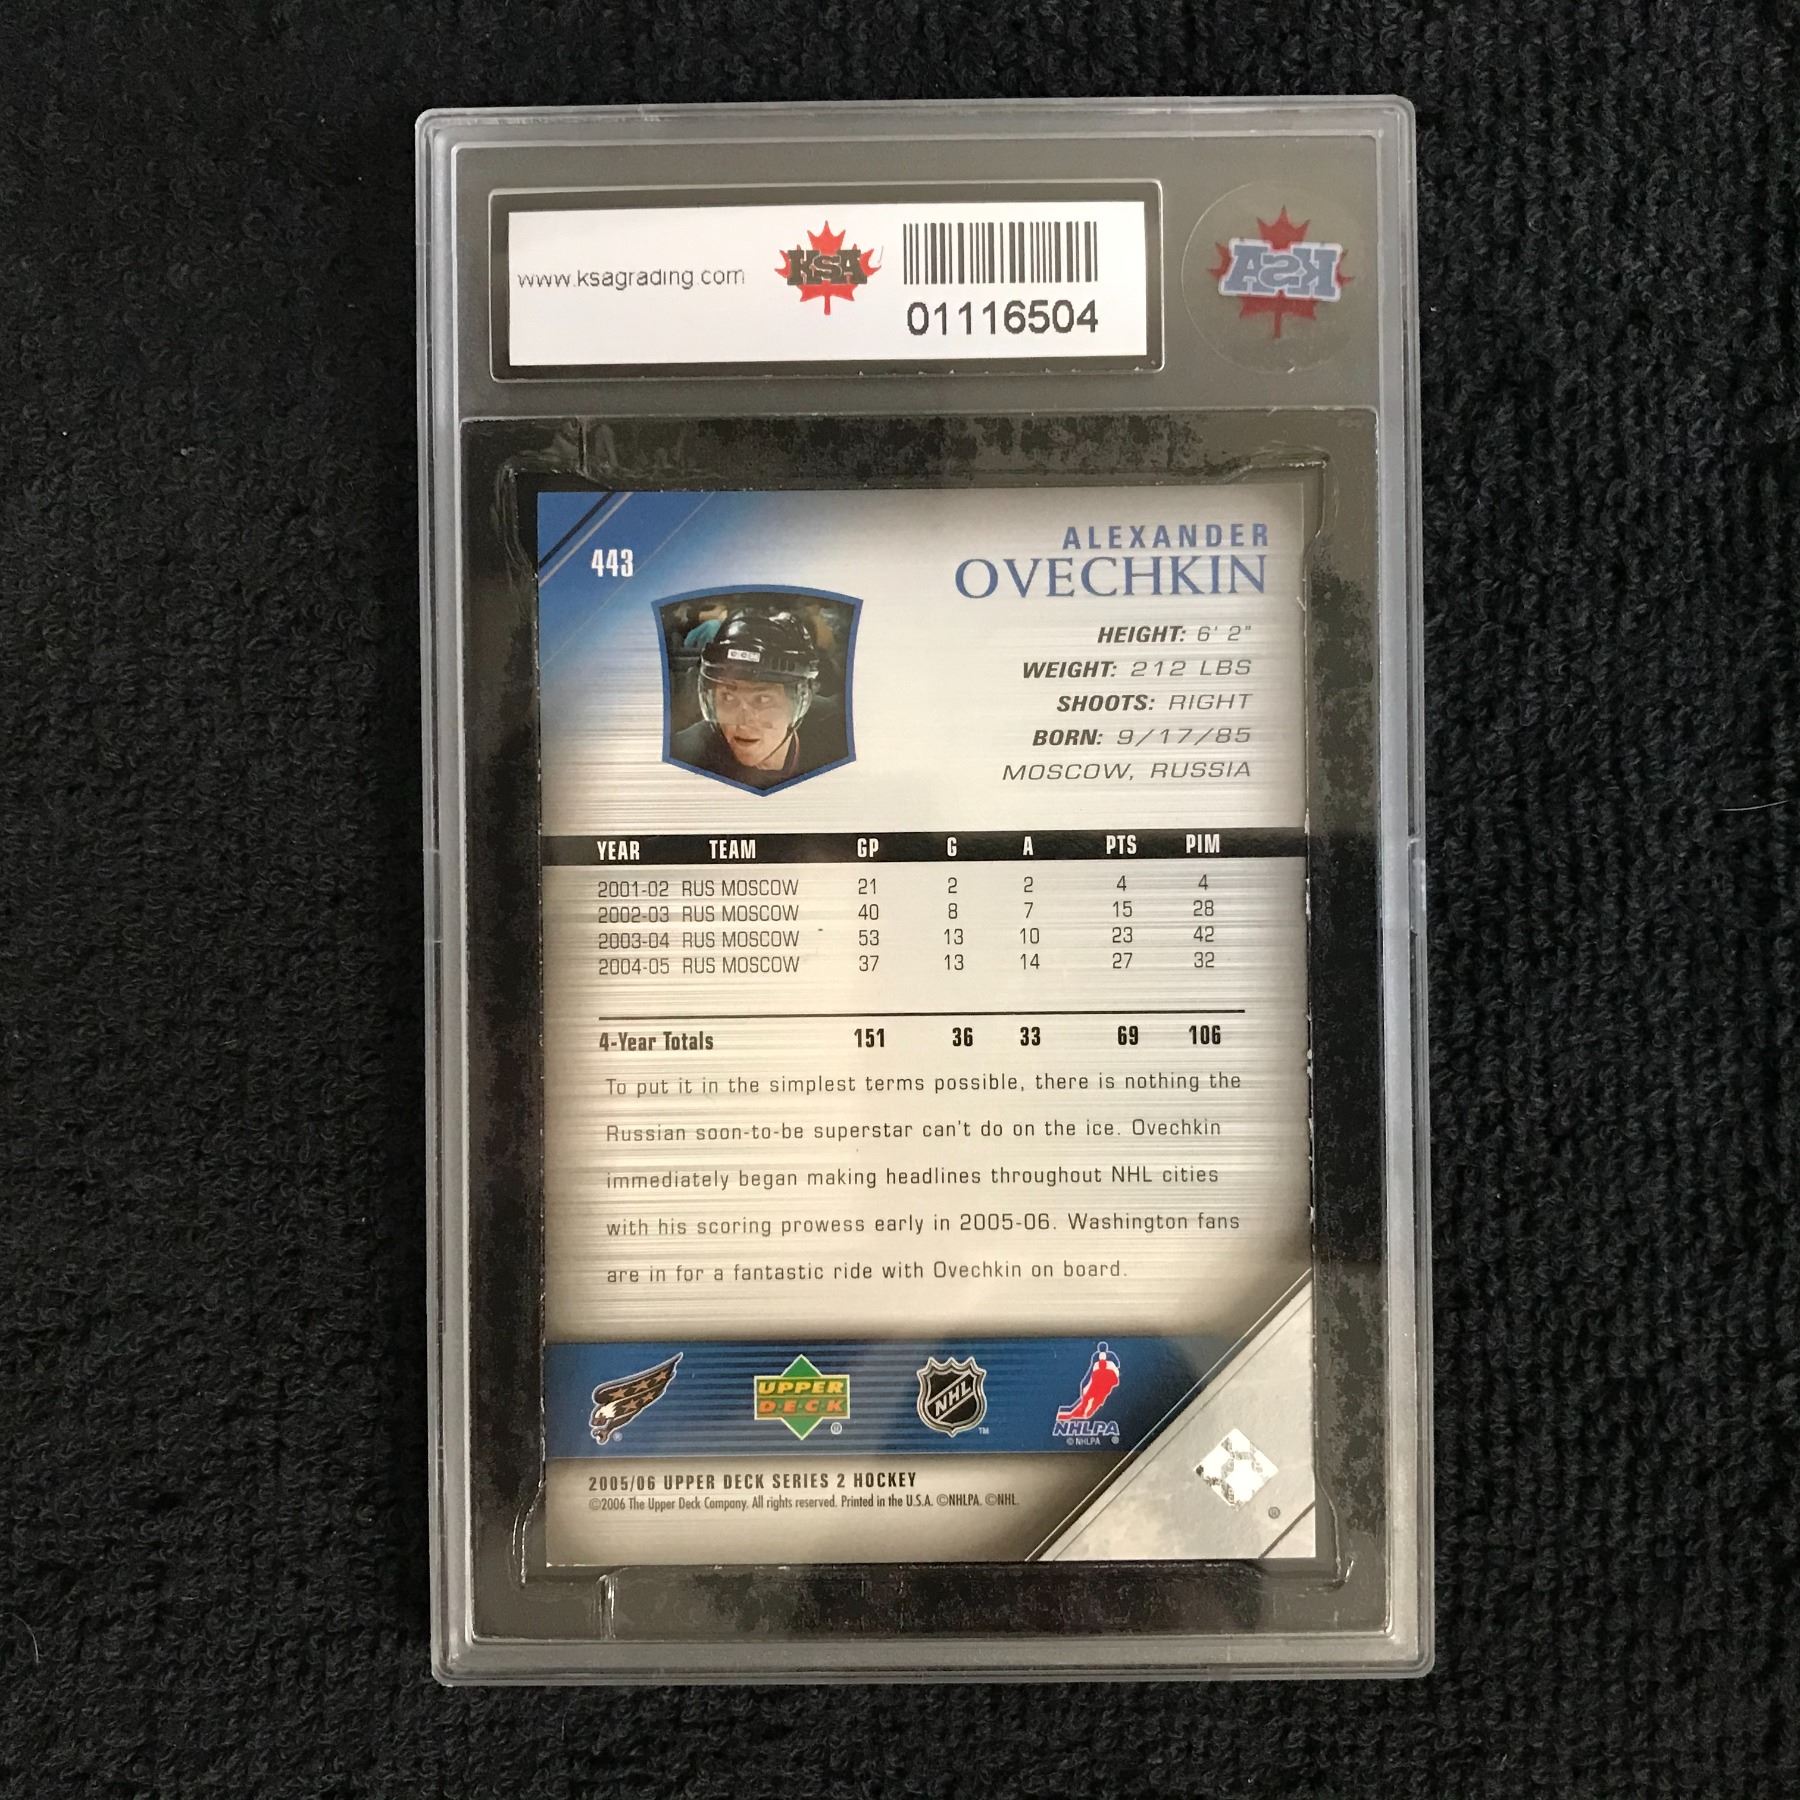 www.ksagrading.com
KSA
01116504
KSA
443
ALEXANDER
OVECHKIN
HEIGHT: 6' 2"
WEIGHT: 212 LBS
SHOOTS: RIGHT
BORN: 9/17/85
MOSCOW, RUSSIA
CCM
YEAR TEAM GP G A PTS PIM
2001-02 RUS MOSCOW 21 2 2 4 4
2002-03 RUS MOSCOW 40 8 7 15 28
2003-04 RUS MOSCOW 53 13 10 23 42
2004-05 RUS MOSCOW 37 13 14 27 32
4-Year Totals 151 36 33 69 106
To put it in the simplest terms possible, there is nothing the
Russian soon-to-be superstar can't do on the ice. Ovechkin
immediately began making headlines throughout NHL cities
with his scoring prowess early in 2005-06. Washington fans
are in for a fantastic ride with Ovechkin on board.
UPPER
D·E·C·K
®
®
NHL
TM
NHLPA
© NHLPA ®
2005/06 UPPER DECK SERIES 2 HOCKEY
©2006 The Upper Deck Company. All rights reserved. Printed in the U.S.A. ©NHLPA. ©NHL.
®